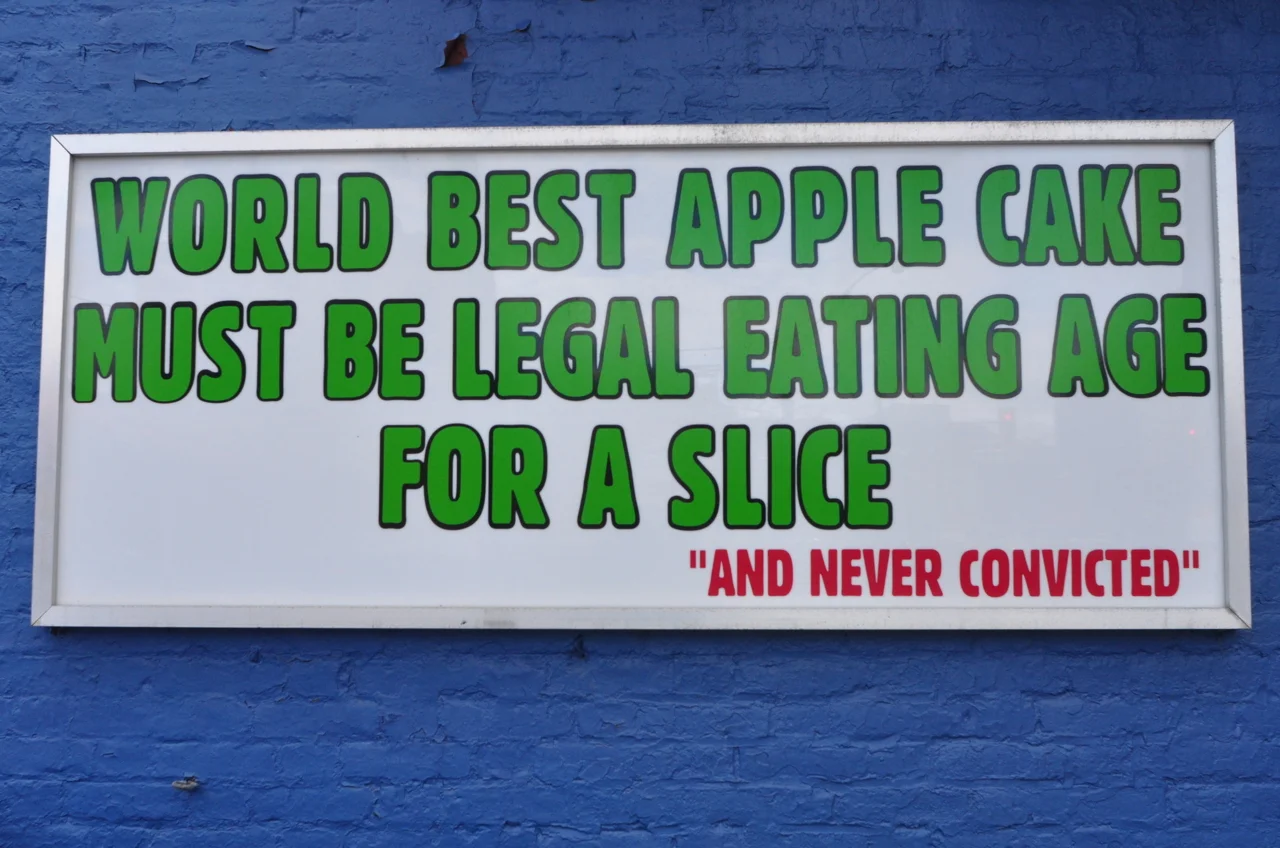 WORLD BEST APPLE CAKE
MUST BE LEGAL EATING AGE
FOR A SLICE
"AND NEVER CONVICTED"